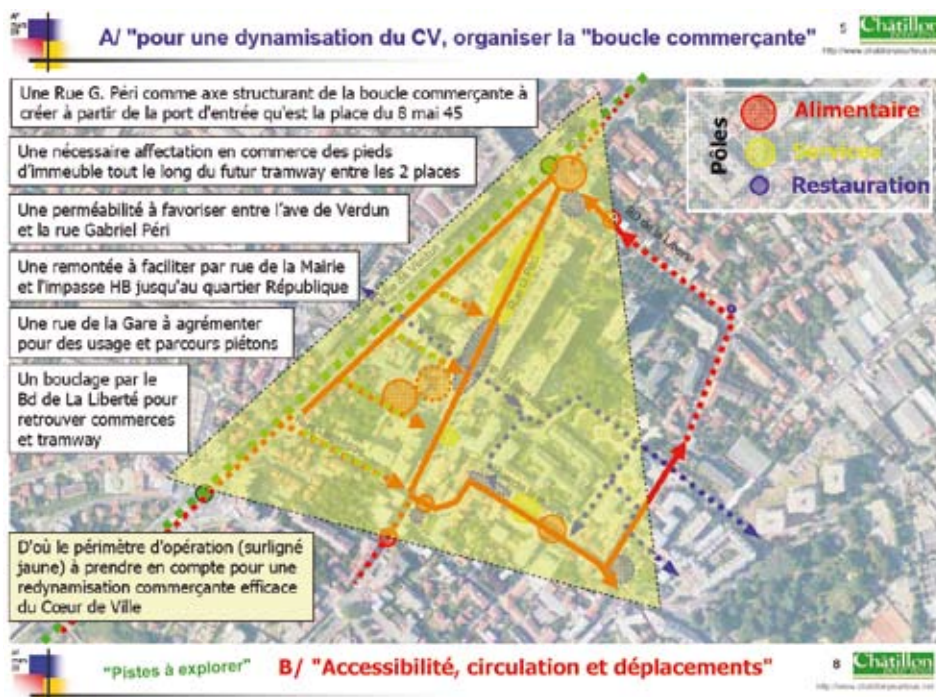 A/ "pour une dynamisation du CV, organiser la "boucle commerçante"
5
Châtillon
Une Rue G. Péri comme axe structurant de la boucle commerçante à
créer à partir de la port d'entrée qu'est la place du 8 mai 45
Une nécessaire affectation en commerce des pieds
d'immeuble tout le long du futur tramway entre les 2 places
Une perméabilité à favoriser entre l'ave de Verdun
et la rue Gabriel Péri
Une remontée à faciliter par rue de la Mairie
et l'impasse HB jusqu'au quartier République
Une rue de la Gare à agrémenter
pour des usage et parcours piétons
Un bouclage par le
Bd de La Liberté pour
retrouver commerces
et tramway
D'où le périmètre d'opération (surligné
jaune) à prendre en compte pour une
redynamisation commerçante efficace
du Cœur de Ville
Pôles
Alimentaire
Services
Restauration
BD de la Liberté
"Pistes à explorer"
B/ "Accessibilité, circulation et déplacements"
8
Châtillon